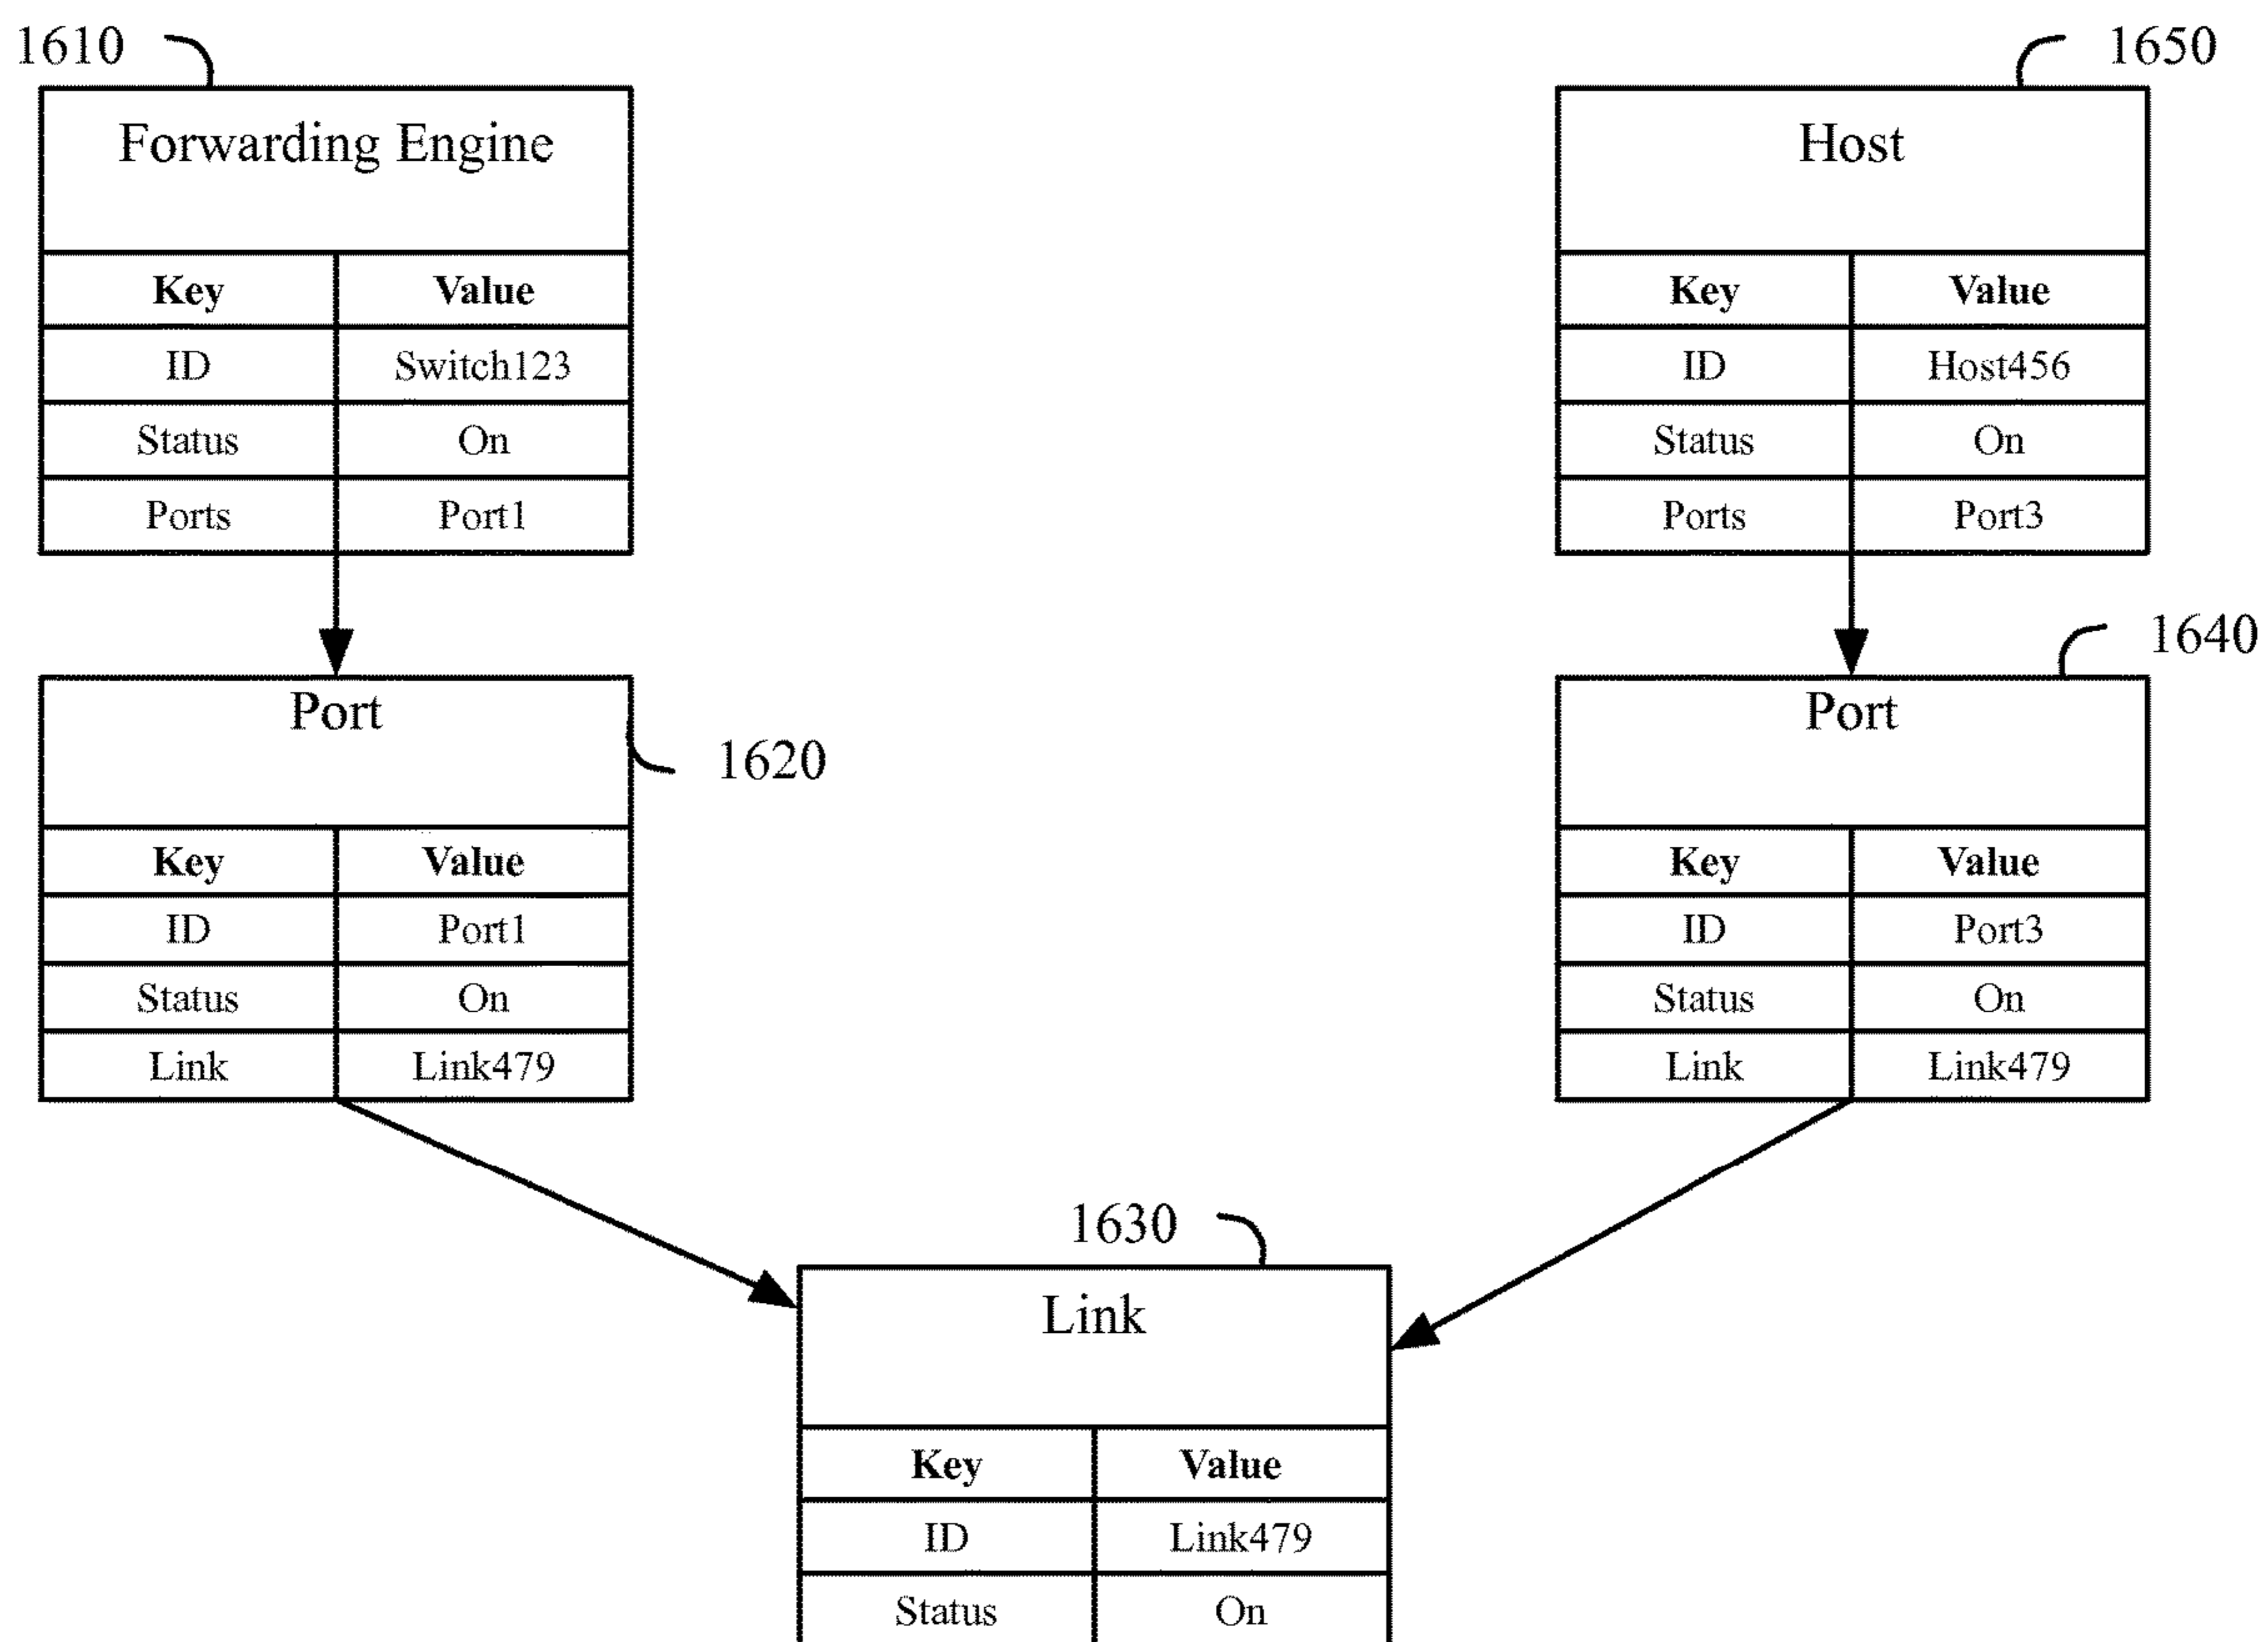 1610
Forwarding Engine
Key Value
ID Switch123
Status On
Ports Port1
1650
Host
Key Value
ID Host456
Status On
Ports Port3
Port
1620
Key Value
ID Port1
Status On
Link Link479
1640
Port
Key Value
ID Port3
Status On
Link Link479
1630
Link
Key Value
ID Link479
Status On